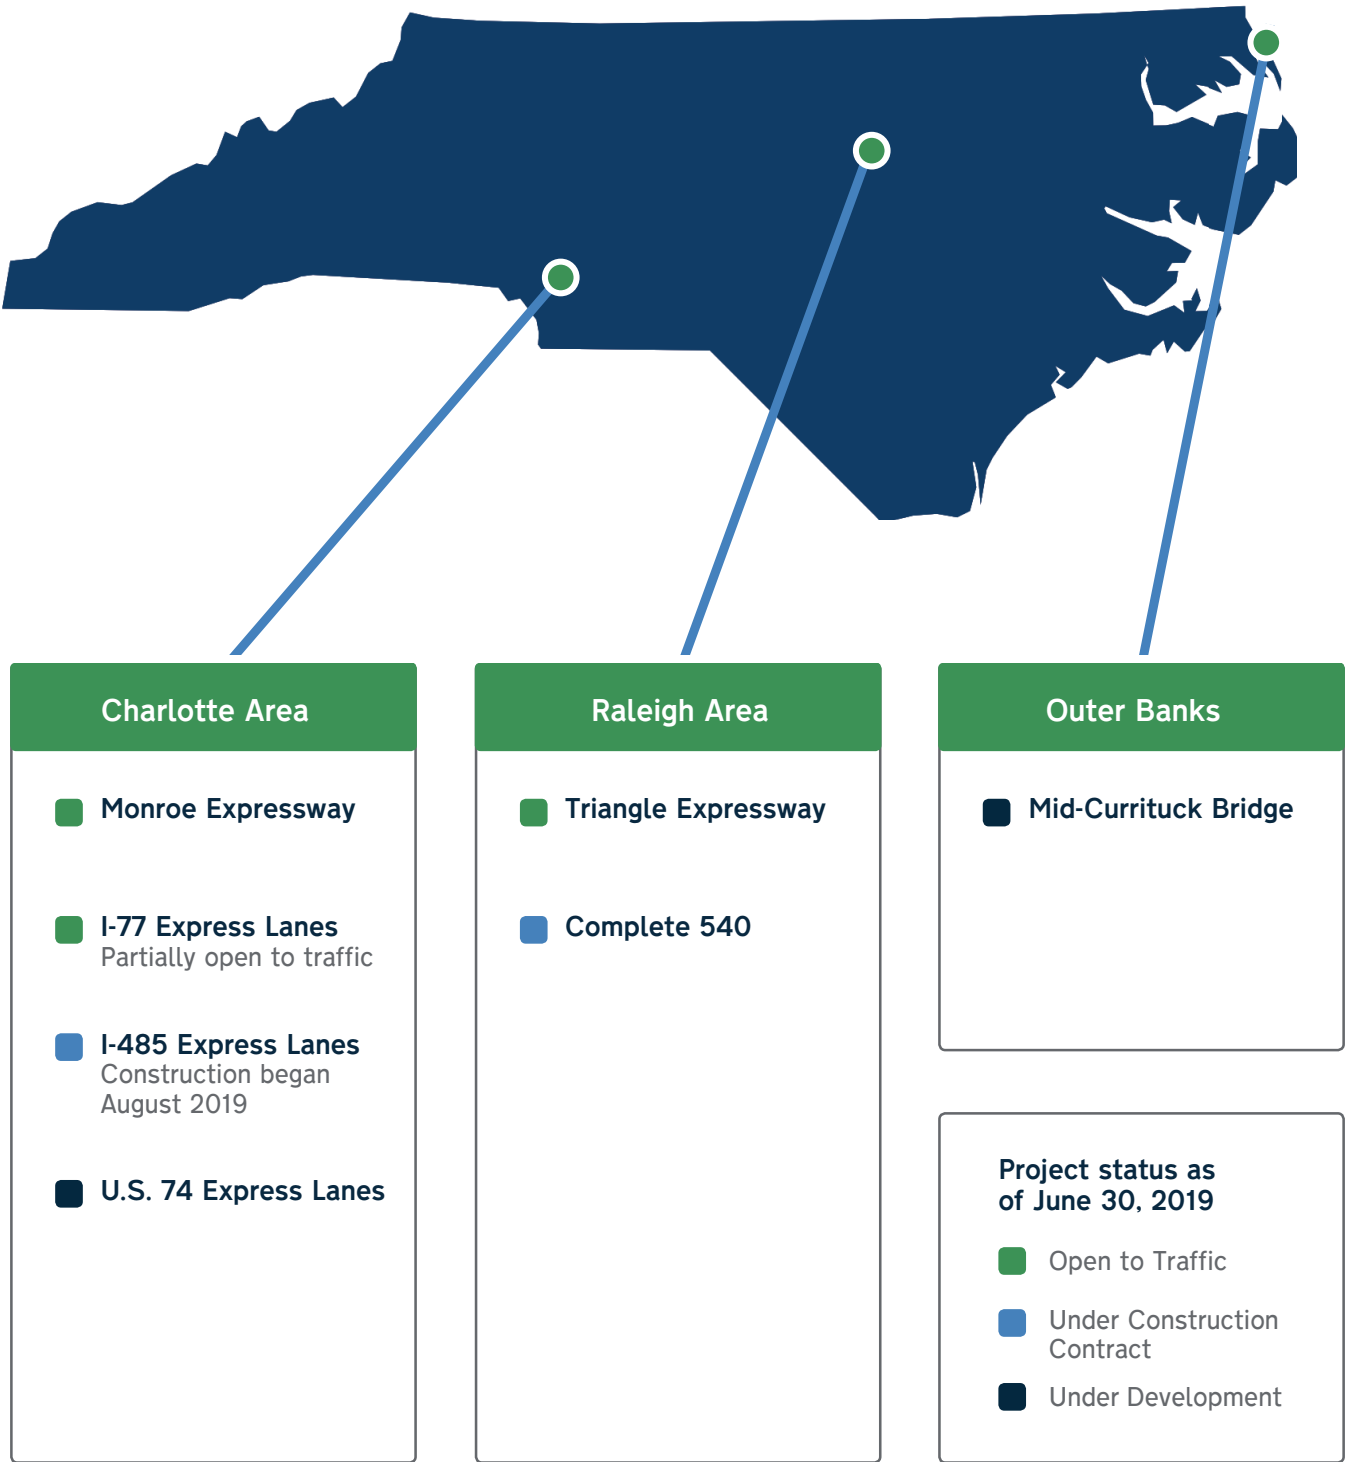 Charlotte Area
Monroe Expressway
I-77 Express Lanes
Partially open to traffic
I-485 Express Lanes
Construction began
August 2019
U.S. 74 Express Lanes
Raleigh Area
Triangle Expressway
Complete 540
Outer Banks
Mid-Currituck Bridge
Project status as
of June 30, 2019
Open to Traffic
Under Construction
Contract
Under Development